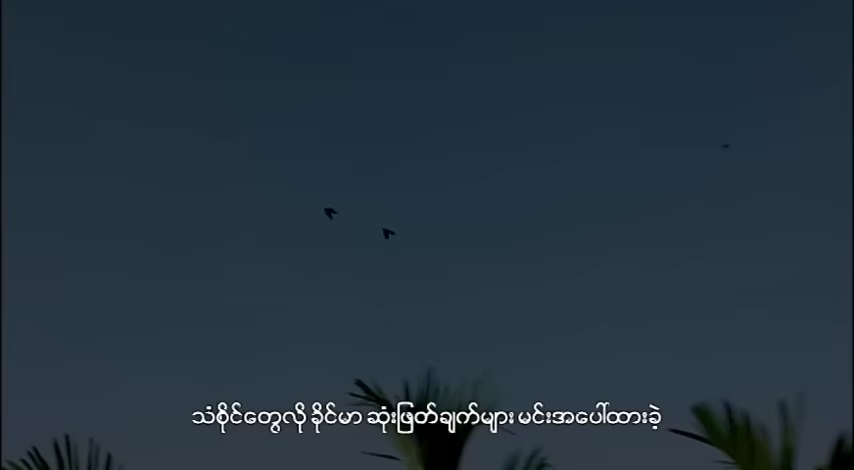 သံစိုင်တွေလို ခိုင်မာ ဆုံးဖြတ်ချက်များ မင်းအပေါ်ထားခဲ့